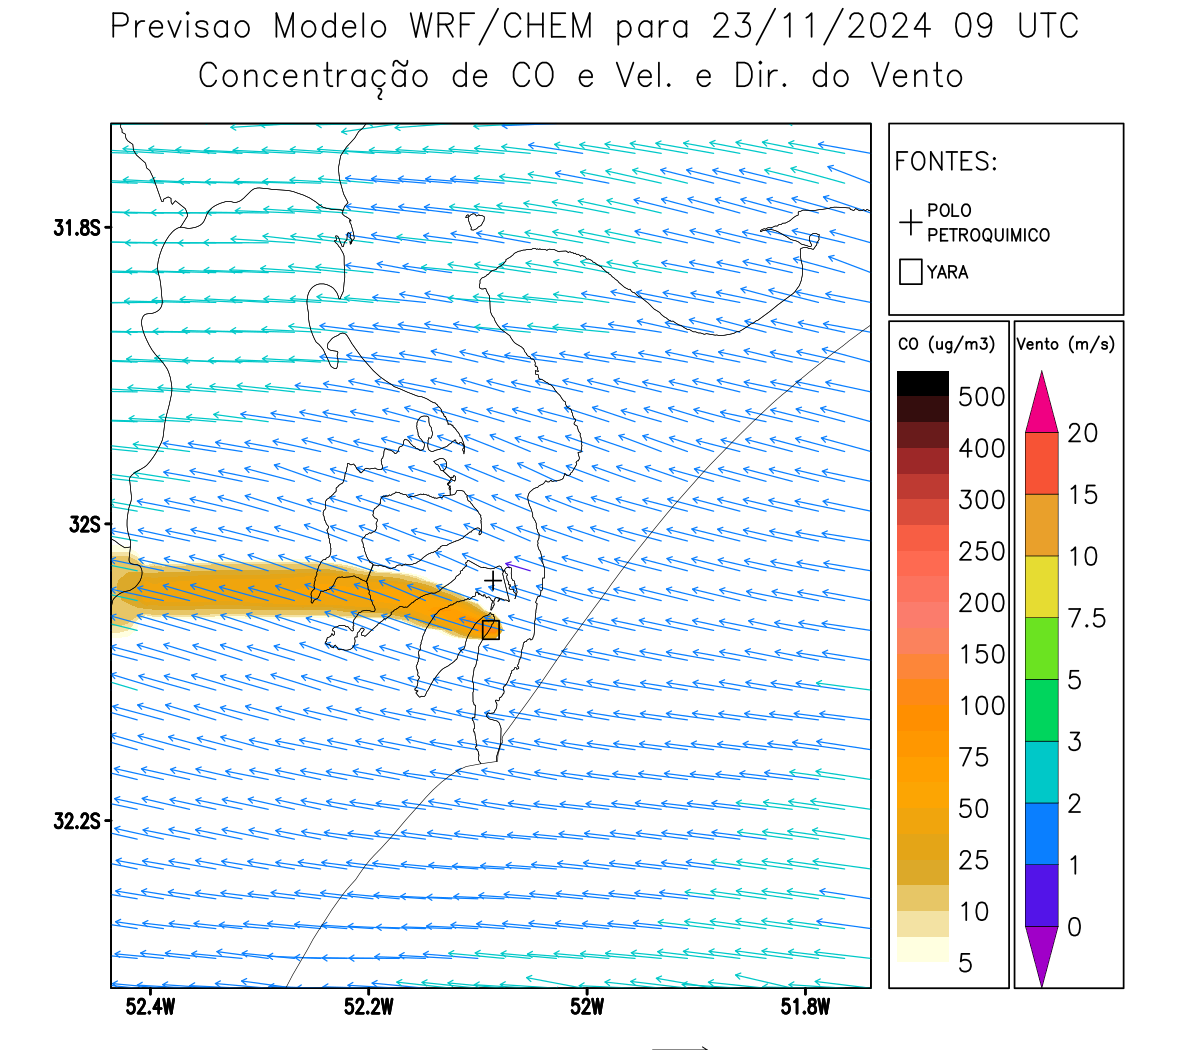 Previsao Modelo WRF/CHEM para 23/11/2024 09 UTC
Concentração de CO e Vel. e Dir. do Vento
FONTES:
POLO
PETROQUIMICO
YARA
CO (ug/m3)
500
400
300
250
200
150
100
75
50
25
10
5
Vento (m/s)
20
15
10
7.5
5
3
2
1
0
31.8S
32S
32.2S
52.4W
52.2W
52W
51.8W